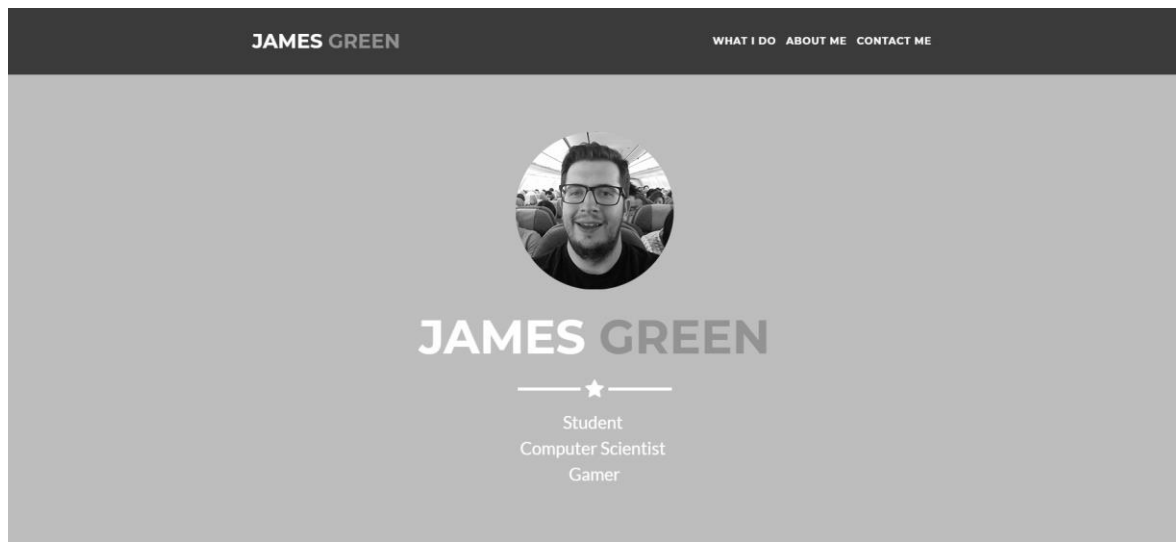 JAMES GREEN
WHAT I DO ABOUT ME CONTACT ME
JAMES GREEN
Student
Computer Scientist
Gamer